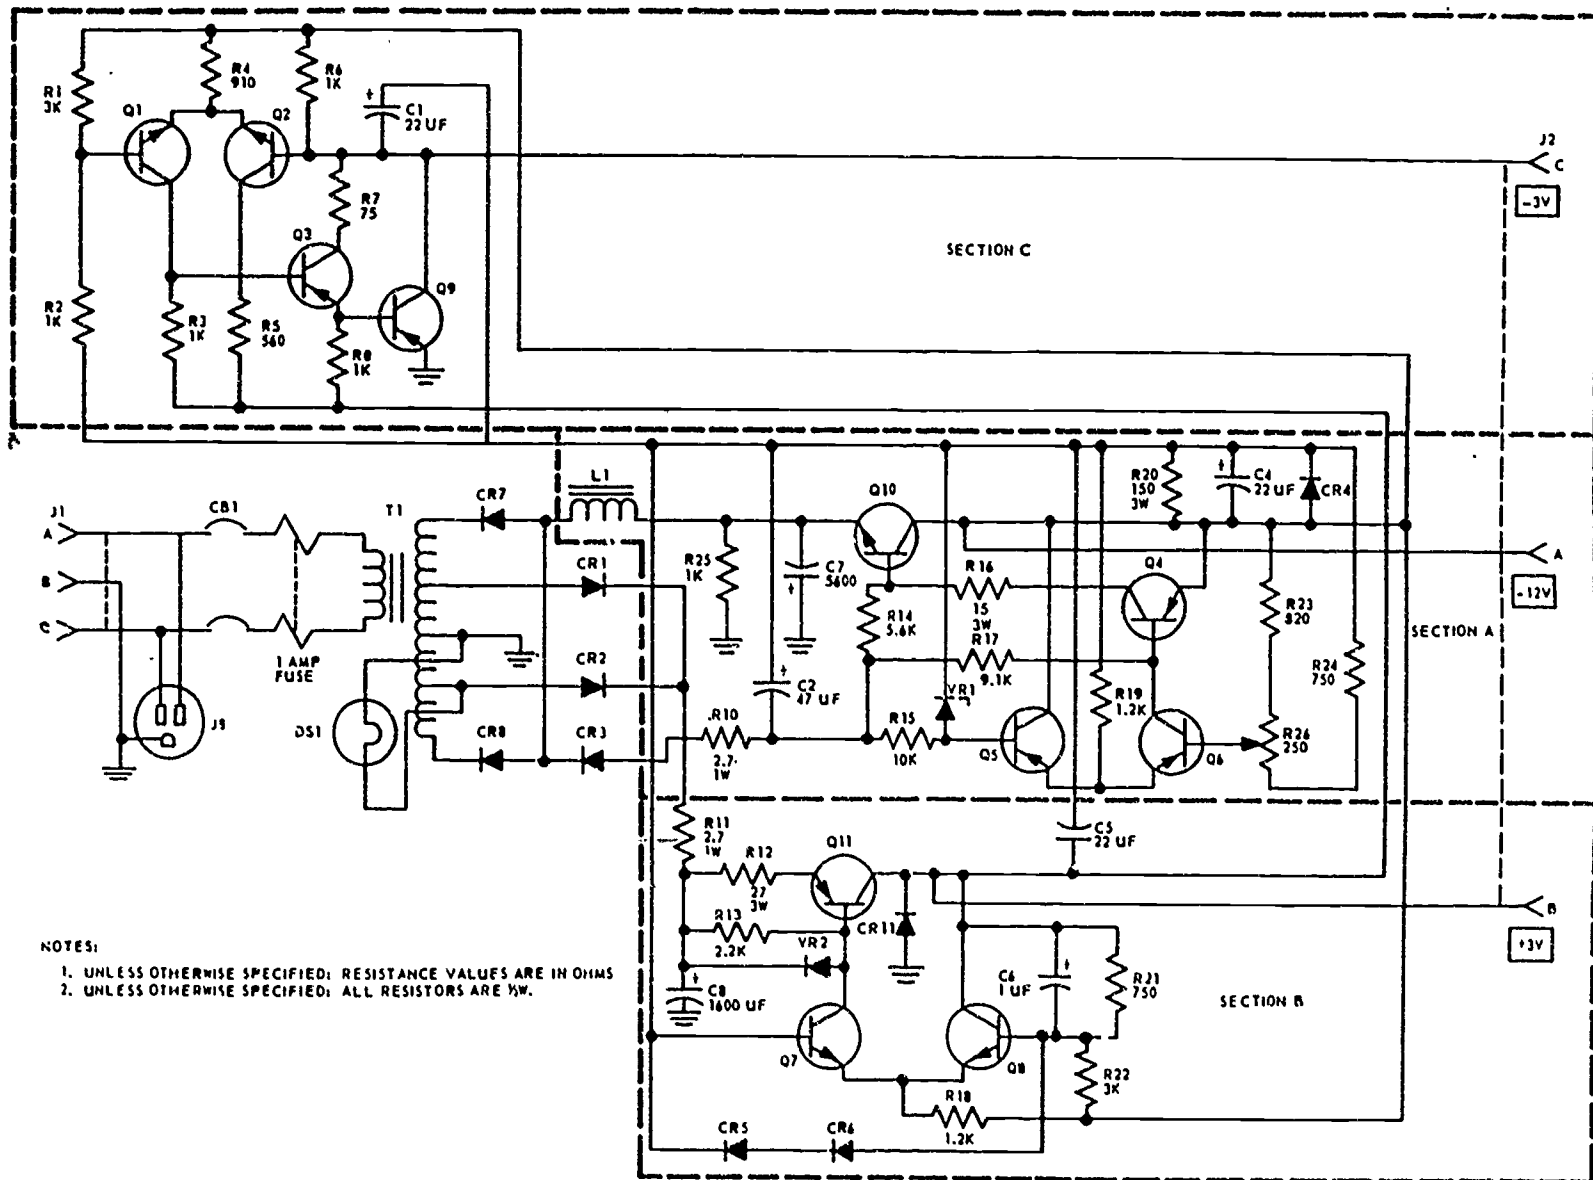 R1
3K
R4
910
R6
1K
Q1
Q2
+
C1
22 UF
R7
75
Q3
Q9
R2
1K
R3
1K
R5
560
R8
1K
SECTION C
J2
C
-3V
J1
A
B
C
CB1
1 AMP
FUSE
T1
J9
DS1
CR7
CR1
CR2
CR8
CR3
L1
R25
1K
C7
5600
+
Q10
R14
5.6K
R16
15
3W
R17
9.1K
Q4
R20
150
3W
+
C4
22 UF
CR4
A
-12V
R23
820
SECTION A
R24
750
+
C2
47 UF
VR1
R19
1.2K
R10
2.7
1W
R15
10K
Q5
Q6
R26
250
R11
2.7
1W
R12
27
3W
Q11
C5
22 UF
R13
2.2K
VR2
CR11
B
+3V
+
C8
1600 UF
C6
1 UF
+
R21
750
SECTION B
Q7
Q8
R22
3K
R18
1.2K
CR5
CR6
NOTES:
1. UNLESS OTHERWISE SPECIFIED: RESISTANCE VALUES ARE IN OHMS
2. UNLESS OTHERWISE SPECIFIED: ALL RESISTORS ARE ½W.